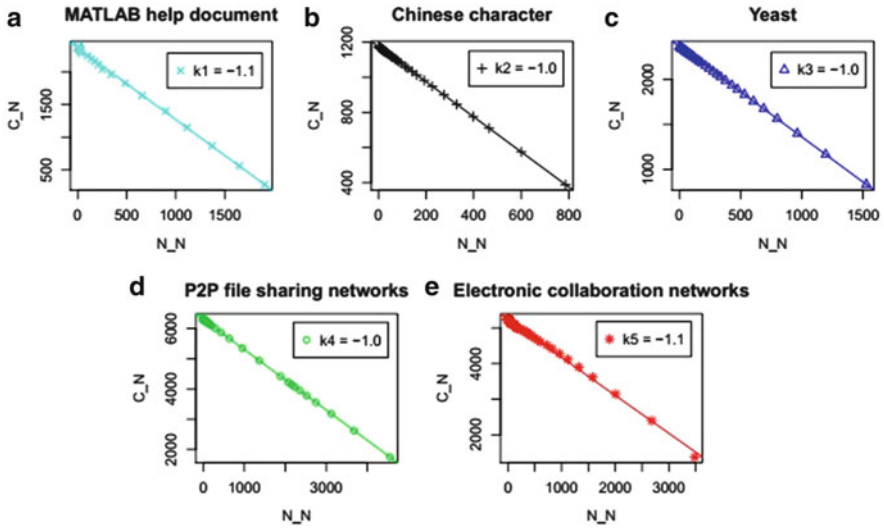 a MATLAB help document
k1 = −1.1
500 1500
C_N
0 500 1000 1500
N_N
b Chinese character
k2 = −1.0
400 800 1200
C_N
0 200 400 600 800
N_N
c Yeast
k3 = −1.0
1000 2000
C_N
0 500 1000 1500
N_N
d P2P file sharing networks
k4 = −1.0
2000 4000 6000
C_N
0 1000 3000
N_N
e Electronic collaboration networks
k5 = −1.1
2000 4000
C_N
0 1000 2000 3000
N_N